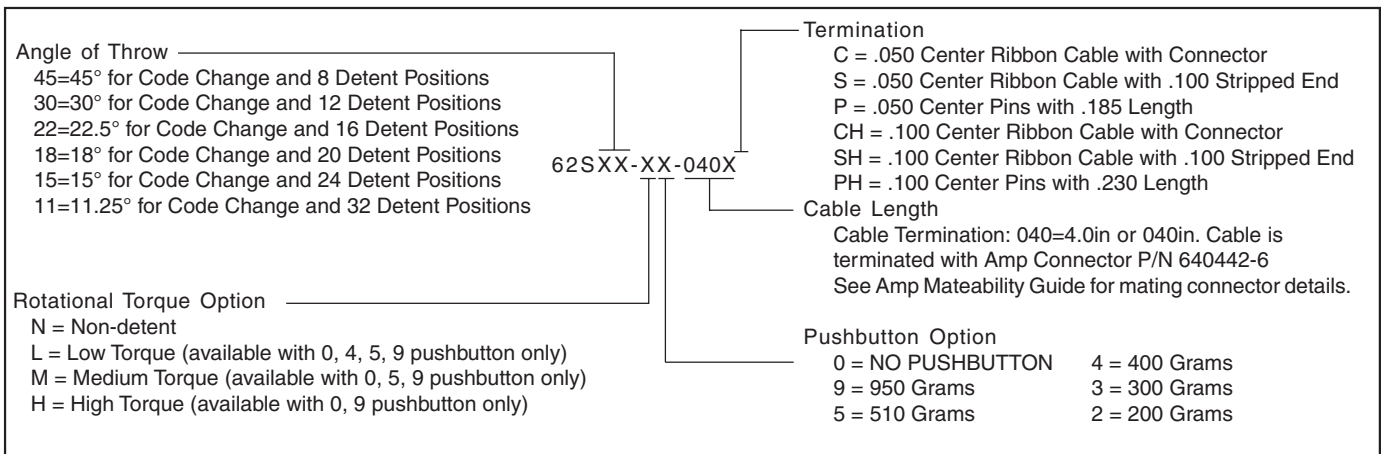 Angle of Throw
45=45° for Code Change and 8 Detent Positions
30=30° for Code Change and 12 Detent Positions
22=22.5° for Code Change and 16 Detent Positions
18=18° for Code Change and 20 Detent Positions
15=15° for Code Change and 24 Detent Positions
11=11.25° for Code Change and 32 Detent Positions
62SXX-XX-040X
Termination
C = .050 Center Ribbon Cable with Connector
S = .050 Center Ribbon Cable with .100 Stripped End
P = .050 Center Pins with .185 Length
CH = .100 Center Ribbon Cable with Connector
SH = .100 Center Ribbon Cable with .100 Stripped End
PH = .100 Center Pins with .230 Length
Cable Length
Cable Termination: 040=4.0in or 040in. Cable is
terminated with Amp Connector P/N 640442-6
See Amp Mateability Guide for mating connector details.
Rotational Torque Option
N = Non-detent
L = Low Torque (available with 0, 4, 5, 9 pushbutton only)
M = Medium Torque (available with 0, 5, 9 pushbutton only)
H = High Torque (available with 0, 9 pushbutton only)
Pushbutton Option
0 = NO PUSHBUTTON 4 = 400 Grams
9 = 950 Grams 3 = 300 Grams
5 = 510 Grams 2 = 200 Grams